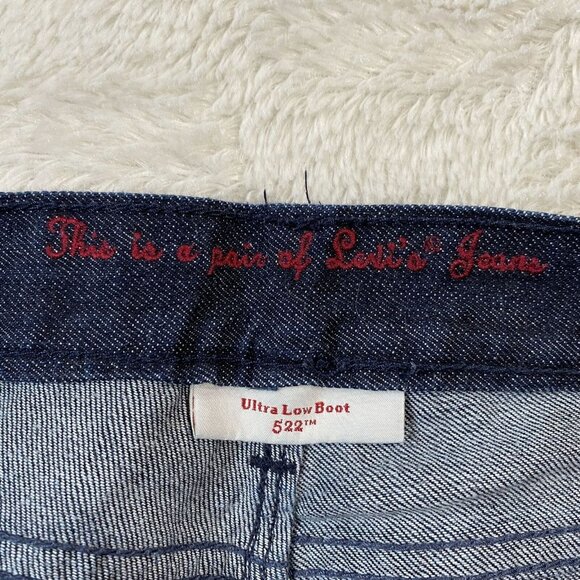 This is a pair of Levi's® Jeans
Ultra Low Boot
522™